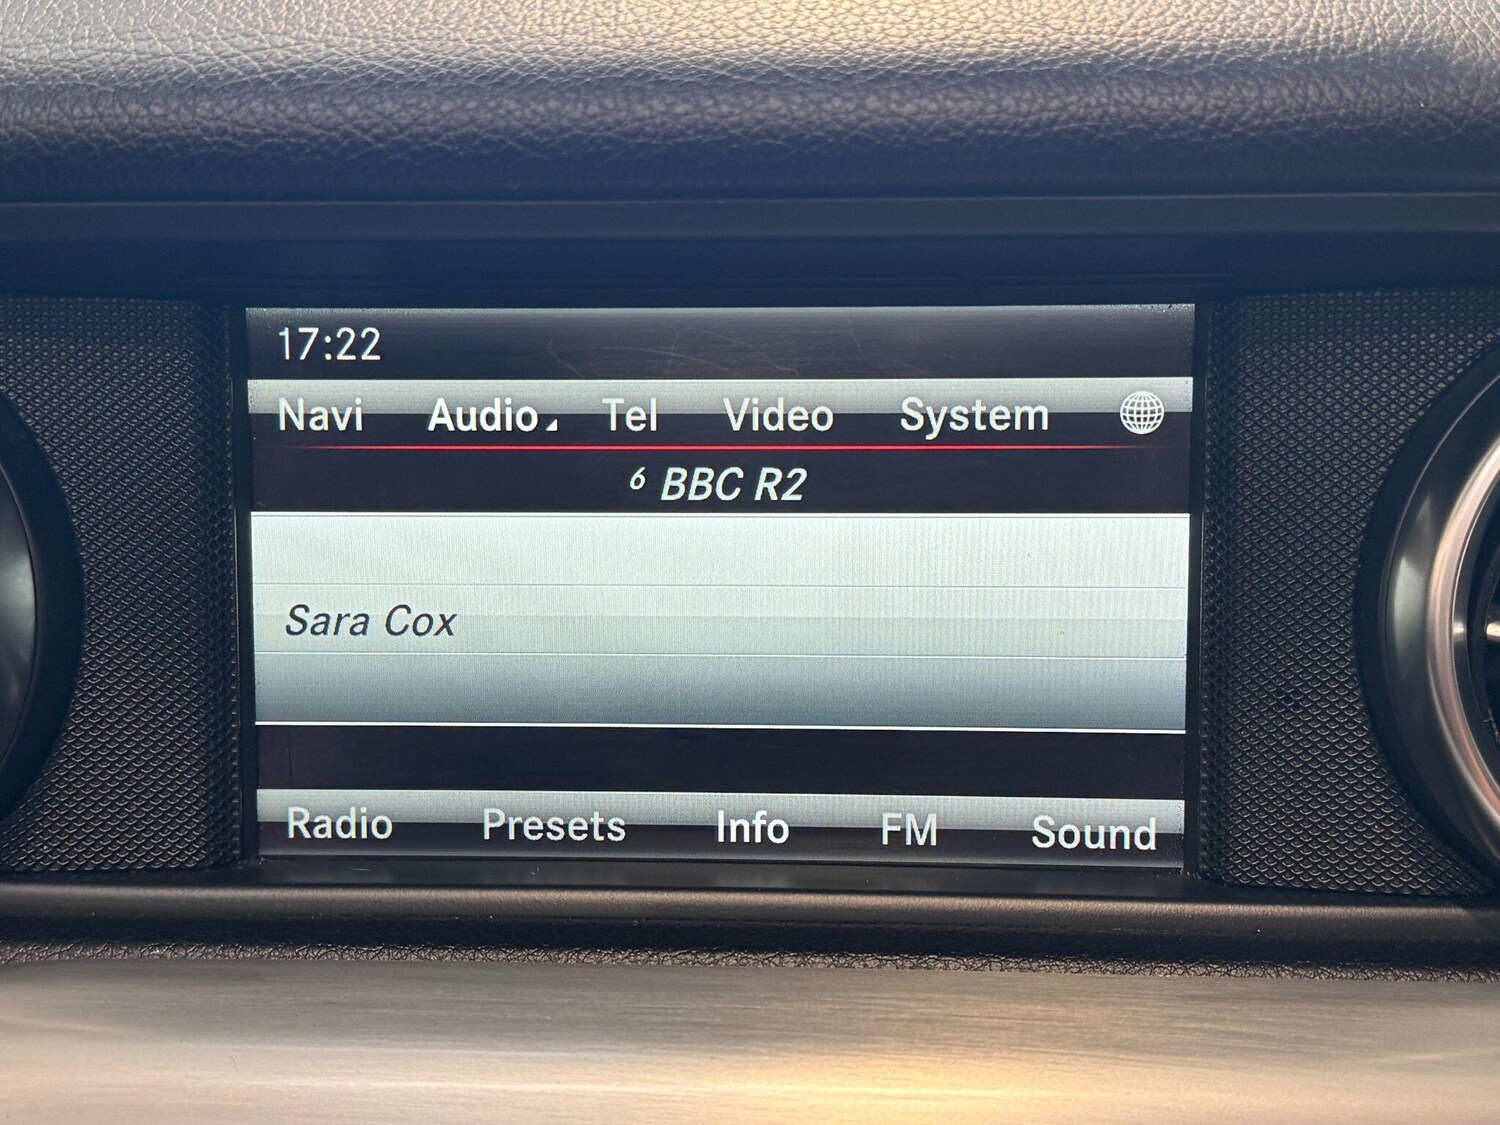 17:22
Navi Audio Tel Video System
6 BBC R2
Sara Cox
Radio Presets Info FM Sound